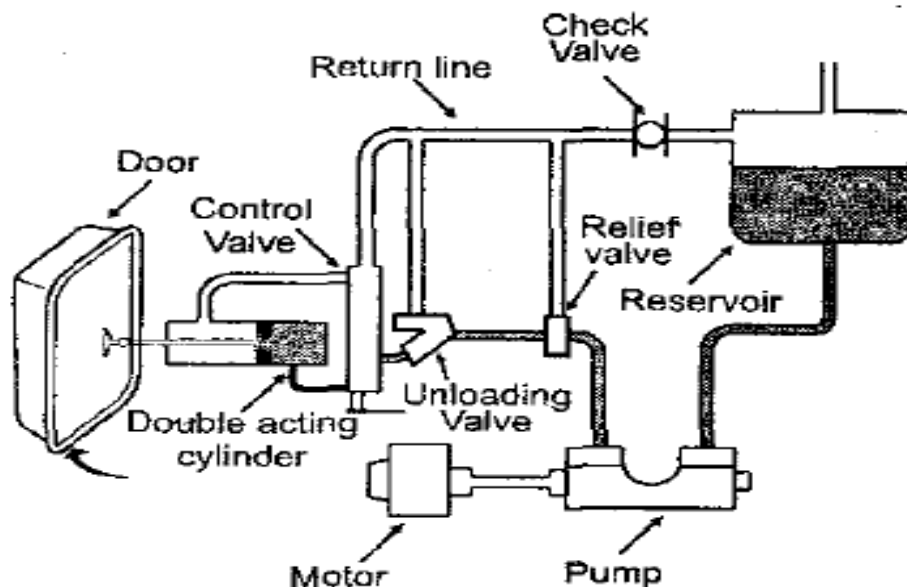 Check
Valve
Return line
Door
Control
Valve
Relief
valve
Reservoir
Unloading
Valve
Double acting
cylinder
Motor
Pump